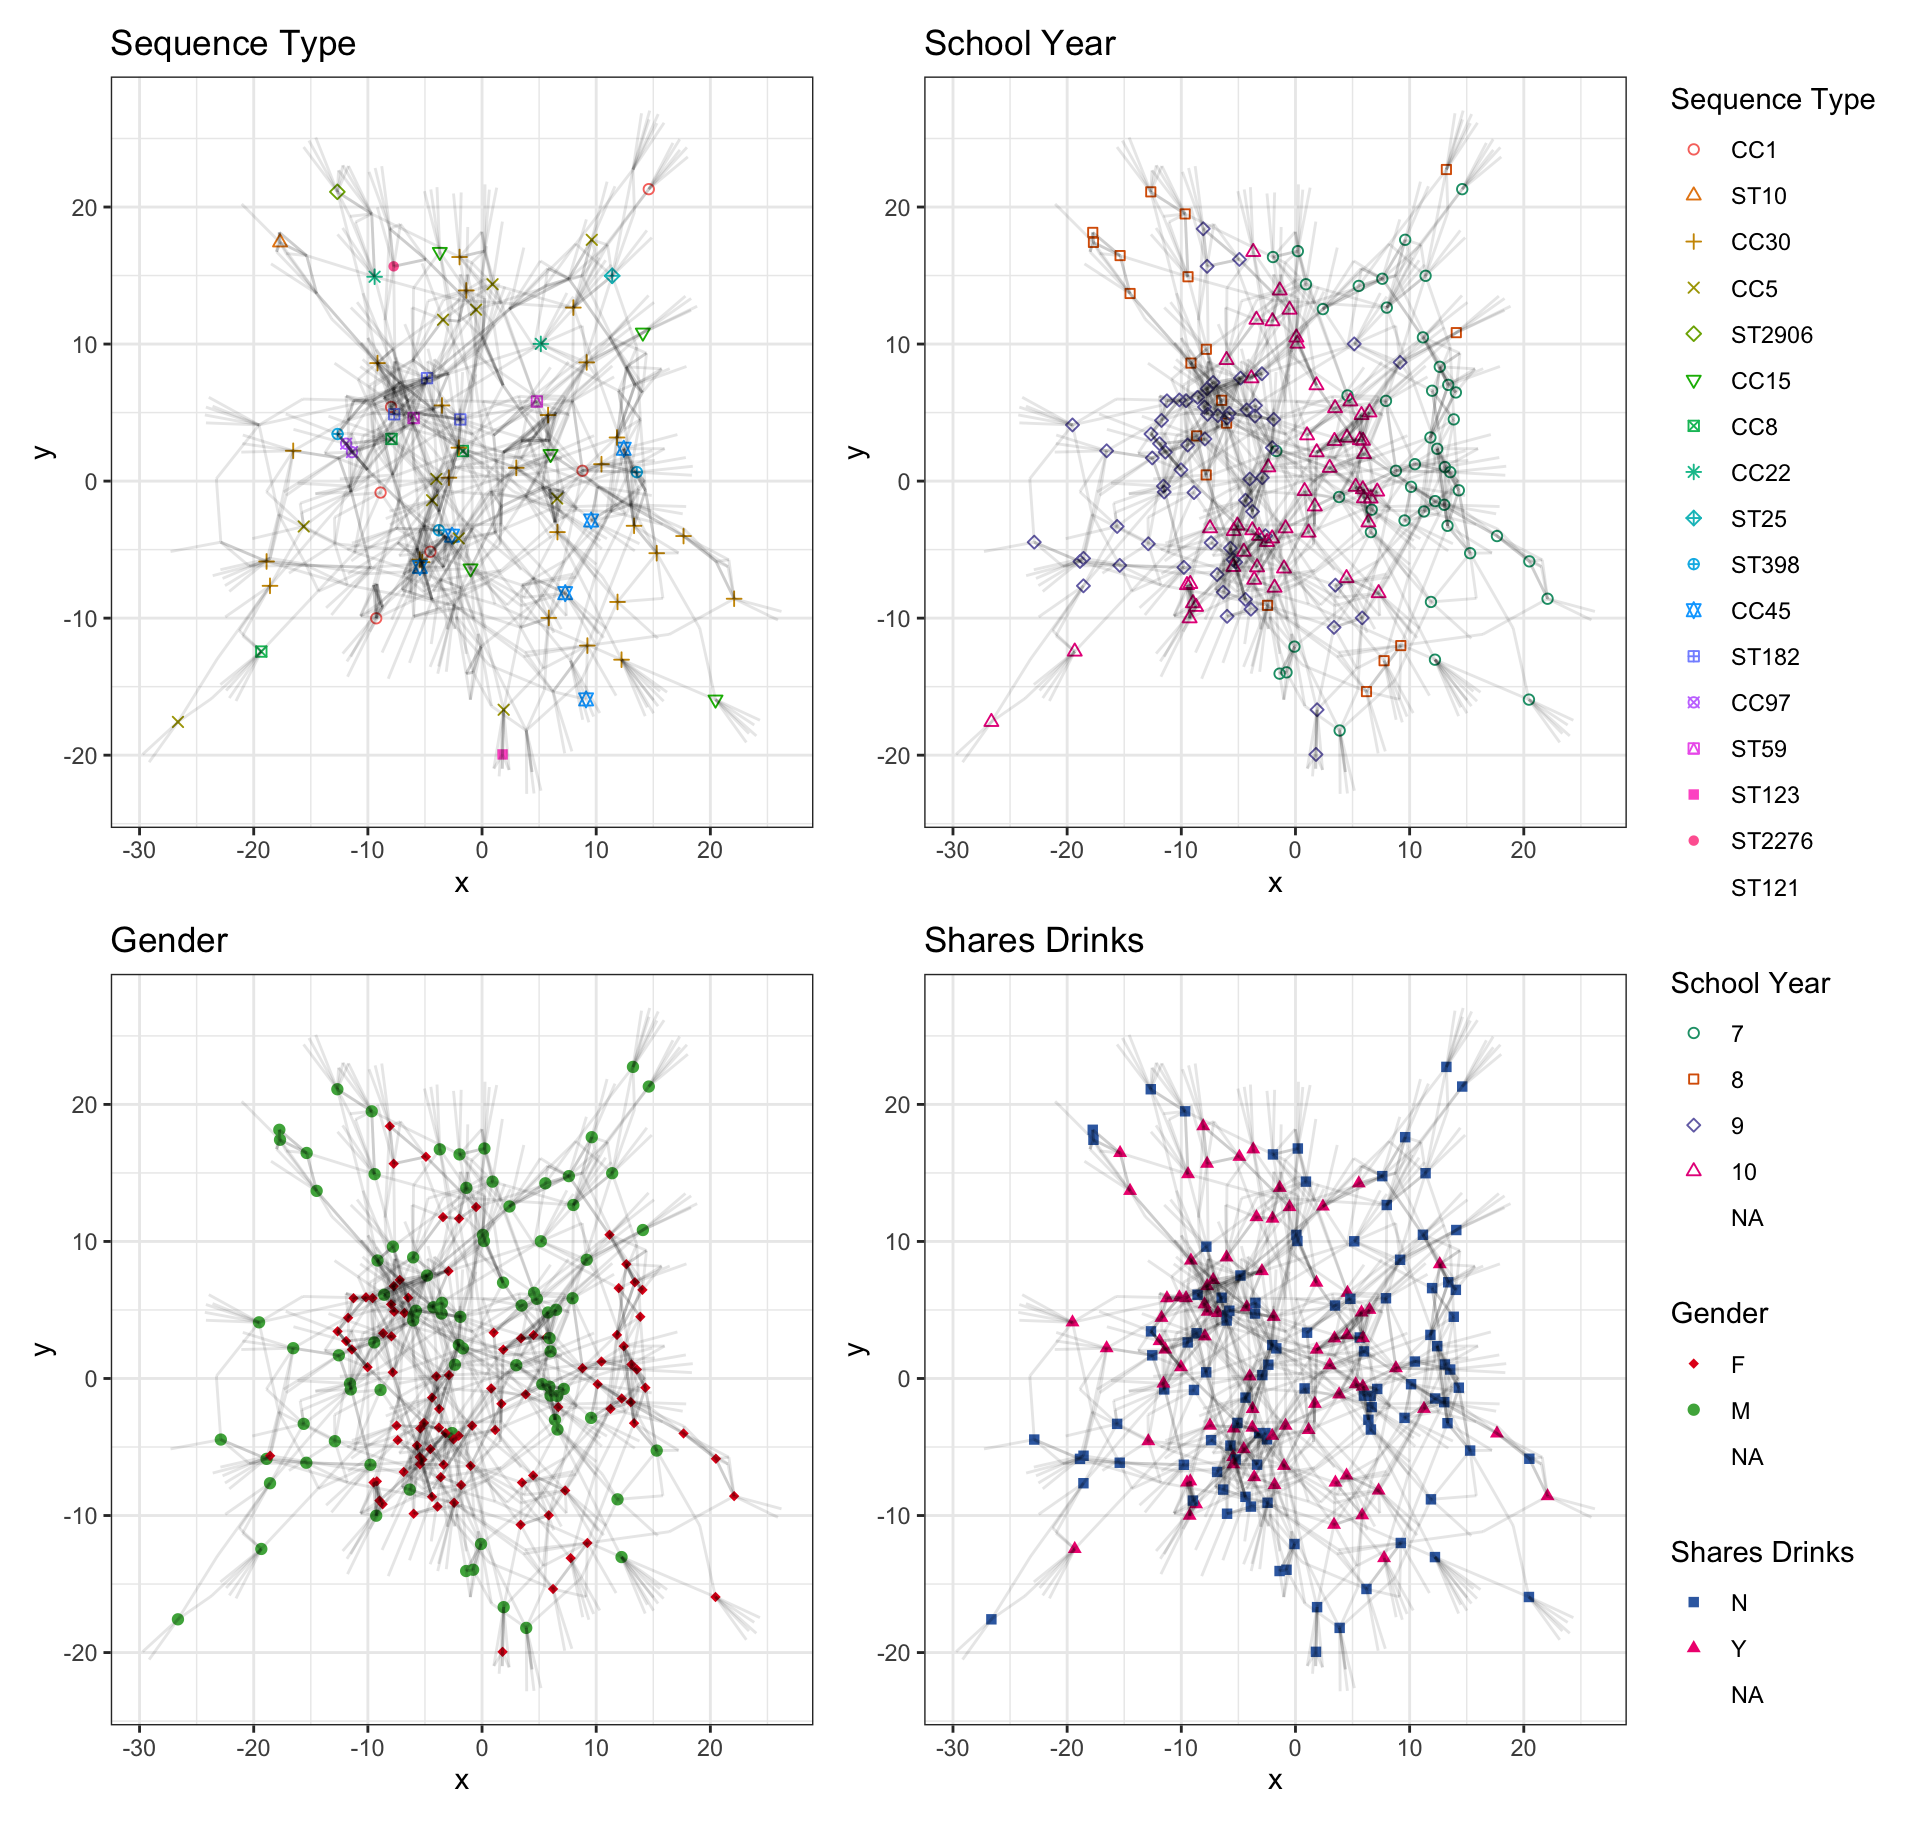 Sequence Type
20
10
0
-10
-20
y
-30 -20 -10 0 10 20
x
School Year
20
10
0
-10
-20
y
-30 -20 -10 0 10 20
x
Sequence Type
CC1
ST10
CC30
CC5
ST2906
CC15
CC8
CC22
ST25
ST398
CC45
ST182
CC97
ST59
ST123
ST2276
ST121
Gender
20
10
0
-10
-20
y
-30 -20 -10 0 10 20
x
Shares Drinks
20
10
0
-10
-20
y
-30 -20 -10 0 10 20
x
School Year
7
8
9
10
NA
Gender
F
M
NA
Shares Drinks
N
Y
NA